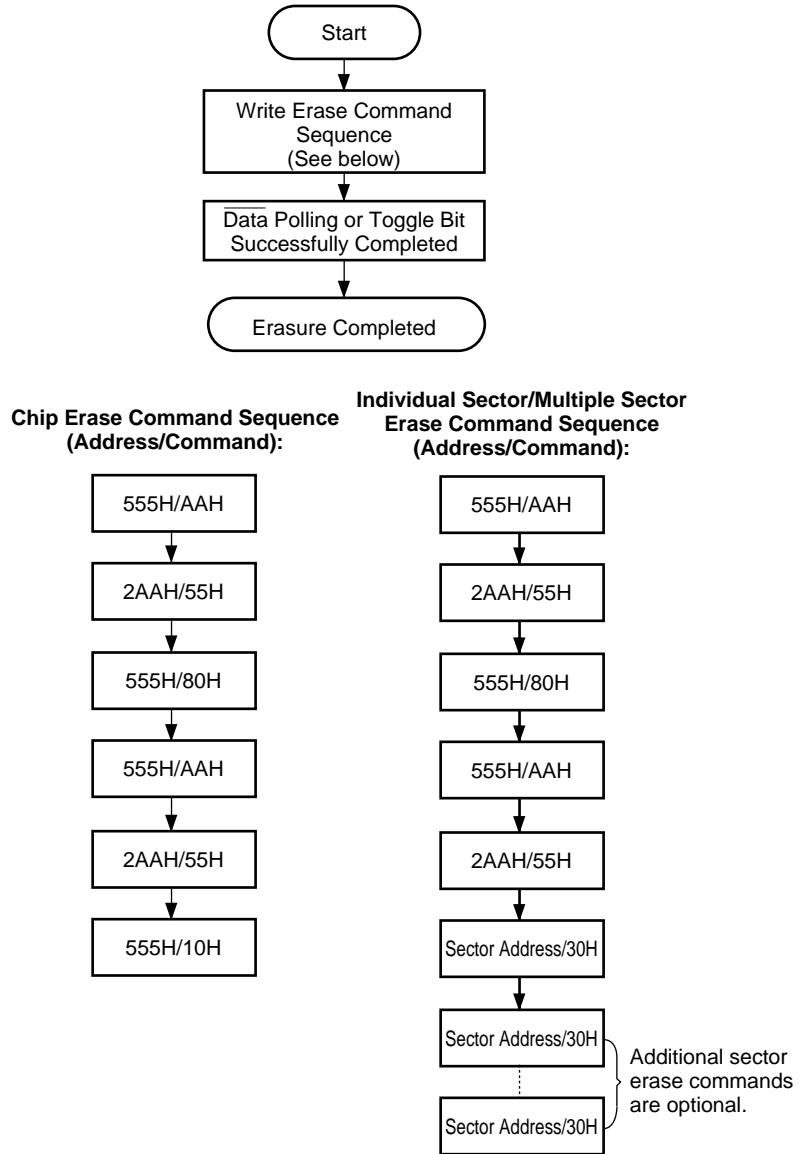 Start
Write Erase Command
Sequence
(See below)
Data Polling or Toggle Bit
Successfully Completed
Erasure Completed
Chip Erase Command Sequence
(Address/Command):
555H/AAH
2AAH/55H
555H/80H
555H/AAH
2AAH/55H
555H/10H
Individual Sector/Multiple Sector
Erase Command Sequence
(Address/Command):
555H/AAH
2AAH/55H
555H/80H
555H/AAH
2AAH/55H
Sector Address/30H
Sector Address/30H
Sector Address/30H
Additional sector
erase commands
are optional.